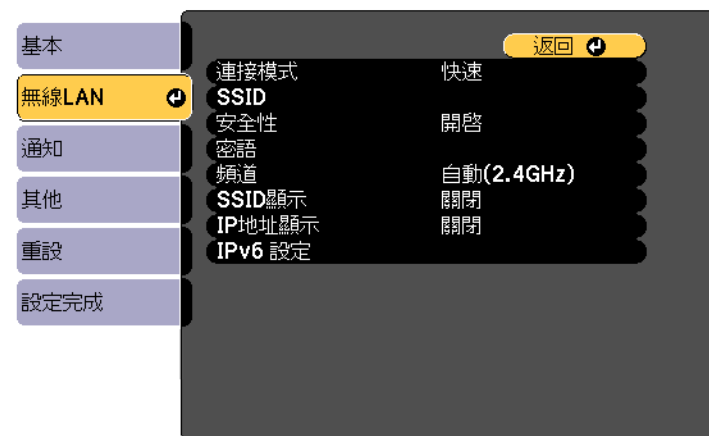 基本
無線LAN
通知
其他
重設
設定完成
返回
連接模式 快速
SSID
安全性 開啓
密語
頻道 自動(2.4GHz)
SSID顯示 關閉
IP地址顯示 關閉
IPv6 設定